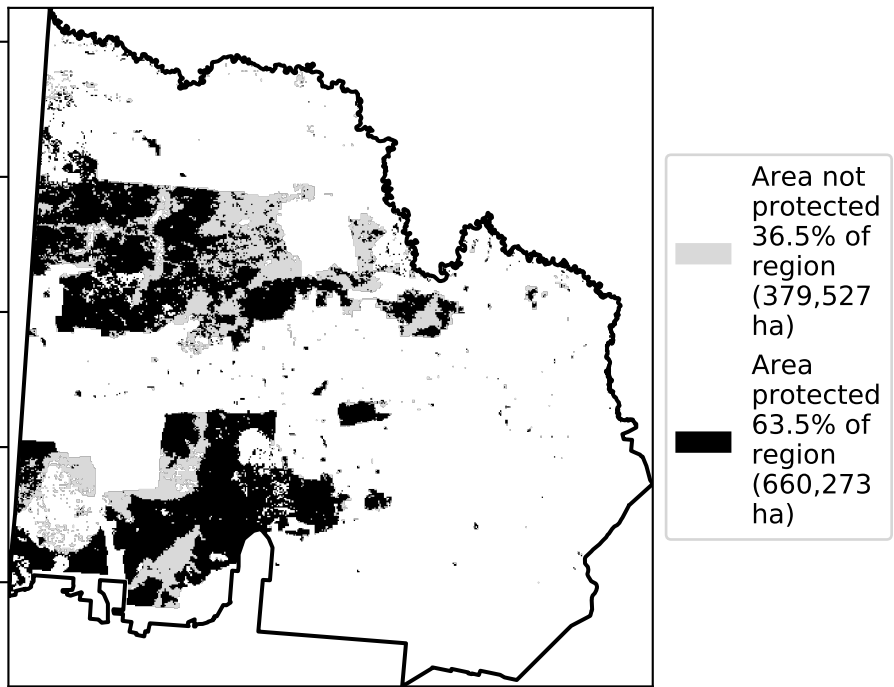 Area not
protected
36.5% of
region
(379,527
ha)
Area
protected
63.5% of
region
(660,273
ha)